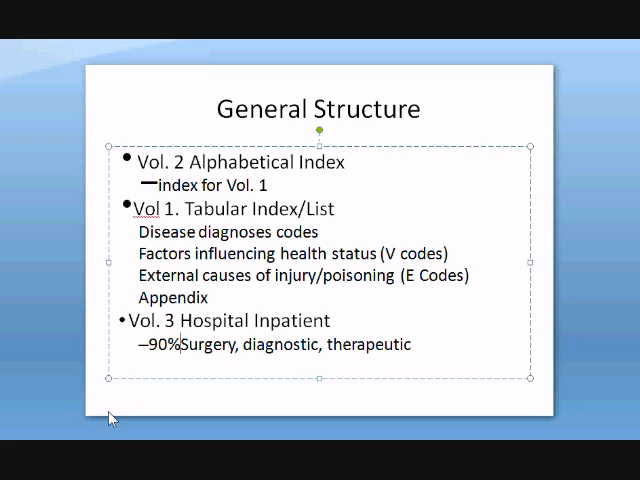 General Structure
• Vol. 2 Alphabetical Index
–index for Vol. 1
•Vol 1. Tabular Index/List
Disease diagnoses codes
Factors influencing health status (V codes)
External causes of injury/poisoning (E Codes)
Appendix
• Vol. 3 Hospital Inpatient
–90%Surgery, diagnostic, therapeutic